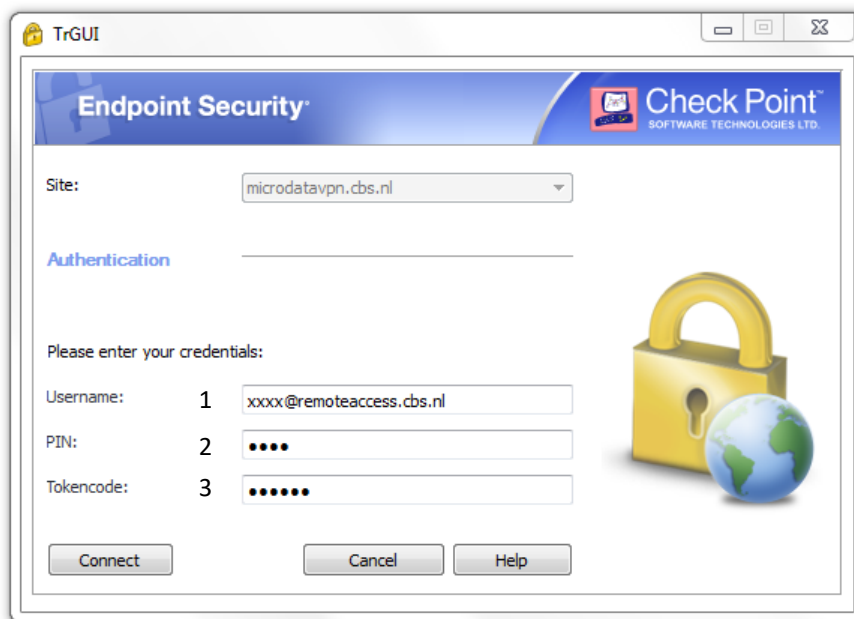 TrGUI
Endpoint Security
Check Point™
SOFTWARE TECHNOLOGIES LTD.
Site:
microdatavpn.cbs.nl
Authentication
Please enter your credentials:
Username: 1 xxxx@remoteaccess.cbs.nl
PIN: 2 ••••
Tokencode: 3 ••••••
Connect Cancel Help